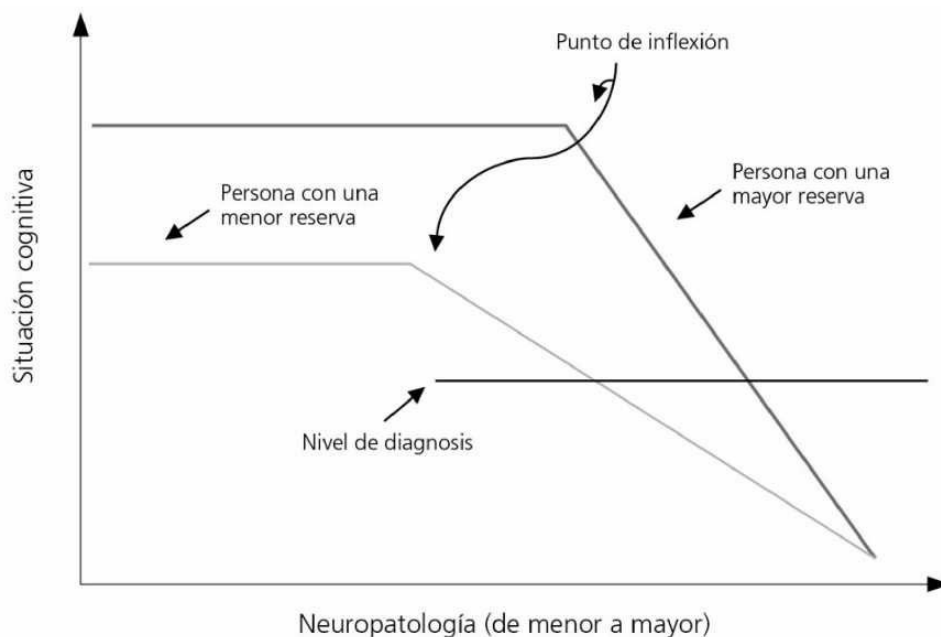 Punto de inflexión
Persona con una
menor reserva
Persona con una
mayor reserva
Situación cognitiva
Nivel de diagnosis
Neuropatología (de menor a mayor)